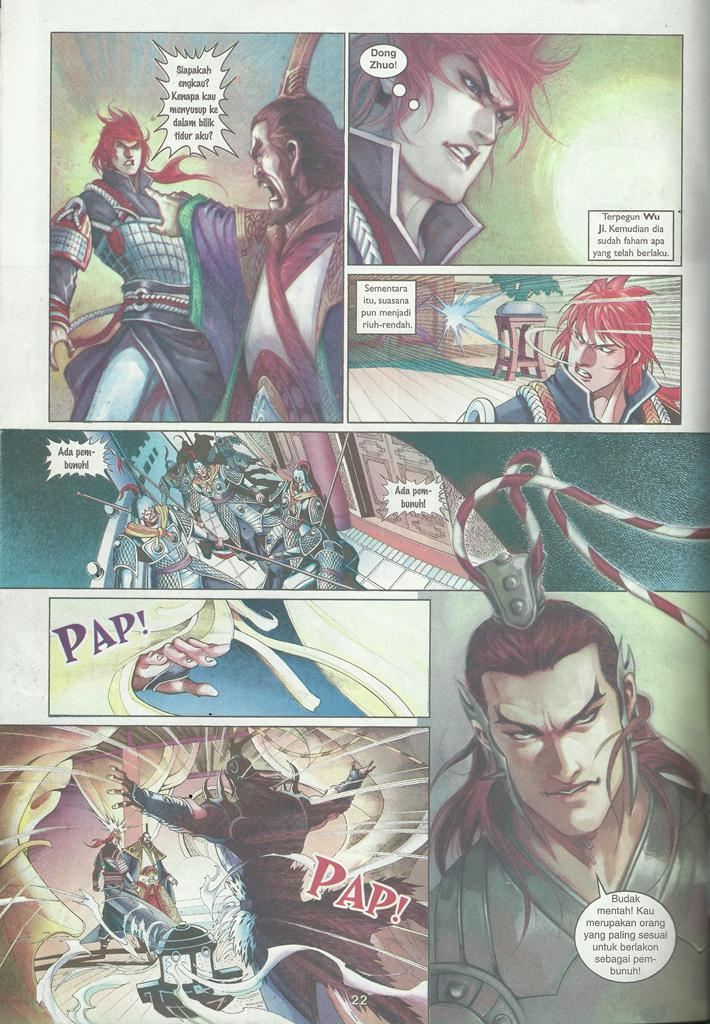 Siapakah
engkau?
Kenapa kau
menyusup ke
dalam bilik
tidur aku?
Dong
Zhuo!
Terpegun Wu
Ji. Kemudian dia
sudah faham apa
yang telah berlaku.
Sementara
itu, suasana
pun menjadi
riuh-rendah.
Ada pem-
bunuh!
Ada pem-
bunuh!
PAP!
PAP!
Budak
mentah! Kau
merupakan orang
yang paling sesuai
untuk berlakon
sebagai pem-
bunuh!
22